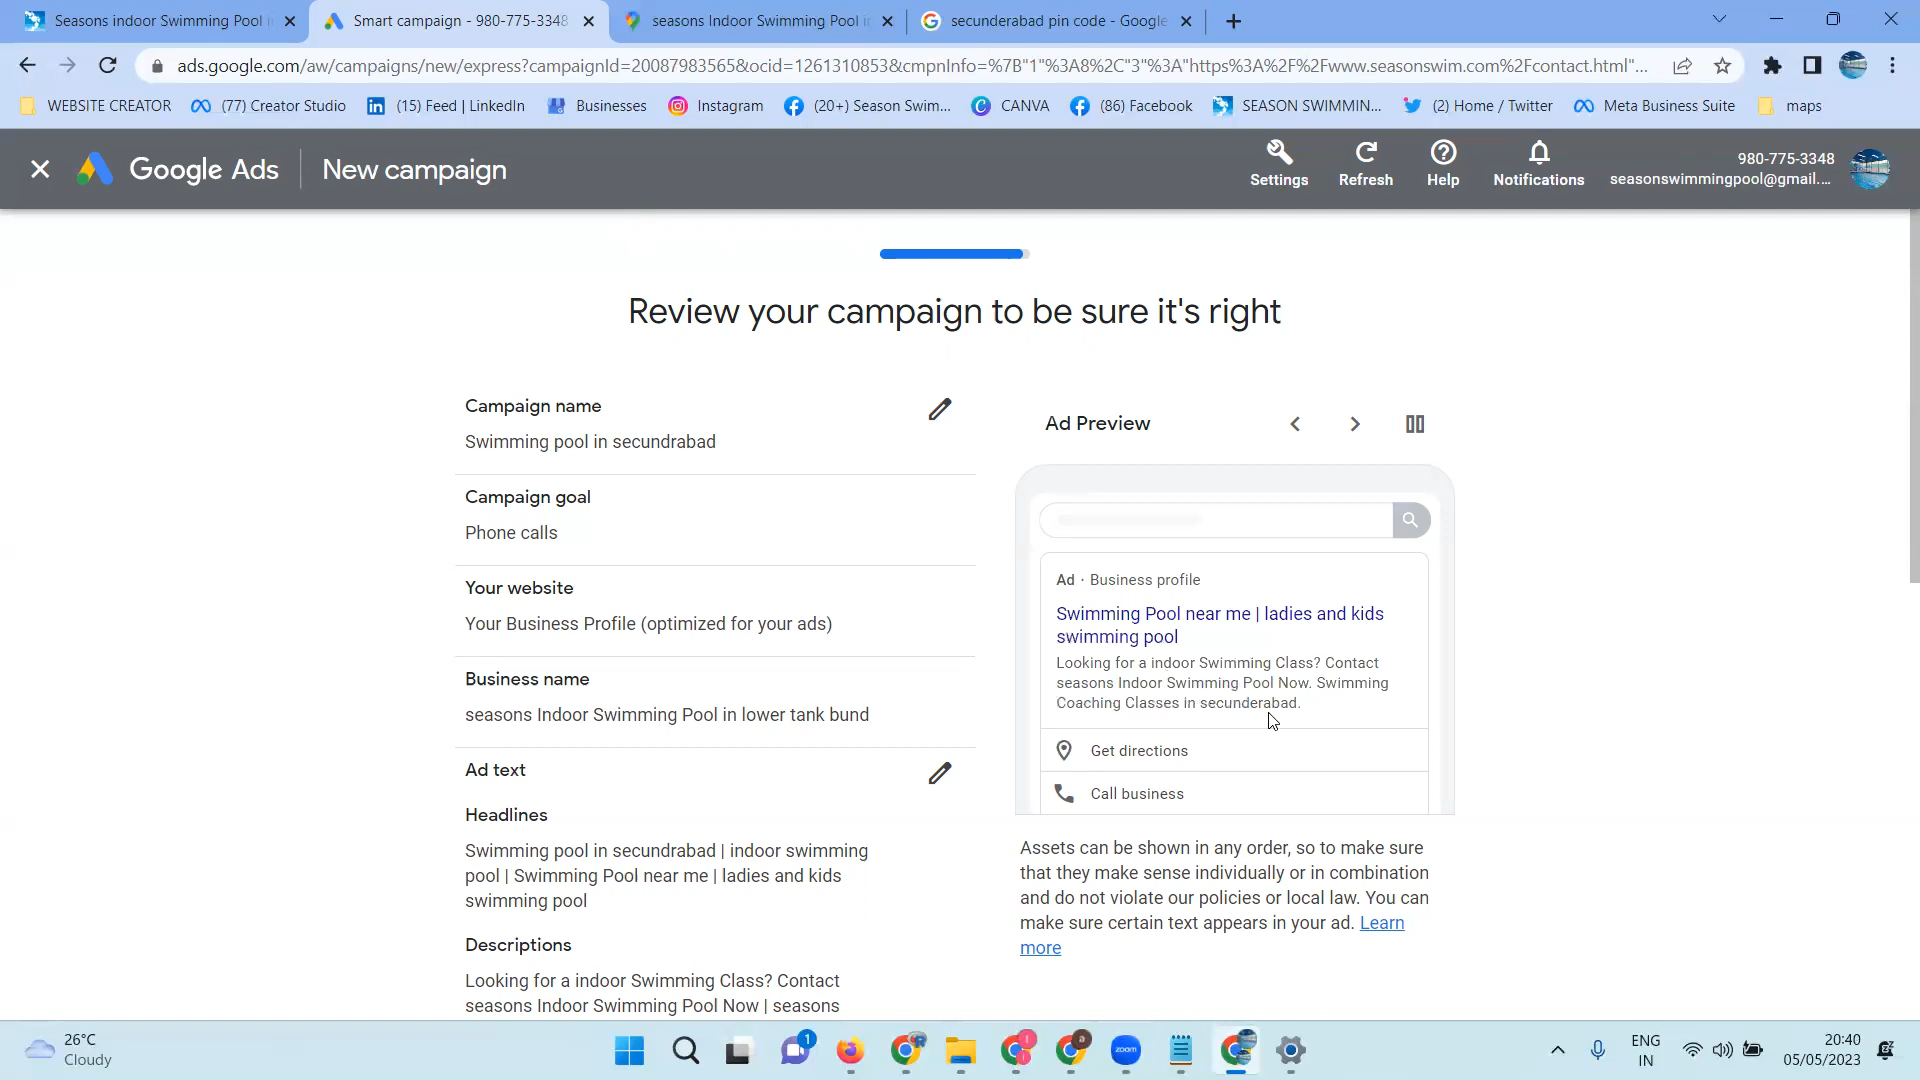 Seasons indoor Swimming Pool i
Smart campaign - 980-775-3348
seasons Indoor Swimming Pool in
secunderabad pin code - Google
ads.google.com/aw/campaigns/new/express?campaignId=20087983565&ocid=1261310853&cmpnInfo=%7B"1"%3A8%2C"3"%3A"https%3A%2F%2Fwww.seasonswim.com%2Fcontact.html"...
WEBSITE CREATOR
(77) Creator Studio
(15) Feed | LinkedIn
Businesses
Instagram
(20+) Season Swim...
CANVA
(86) Facebook
SEASON SWIMMIN...
(2) Home / Twitter
Meta Business Suite
maps
Google Ads
New campaign
Settings
Refresh
Help
Notifications
980-775-3348
seasonswimmingpool@gmail....
Review your campaign to be sure it's right
Campaign name
Swimming pool in secundrabad
Campaign goal
Phone calls
Your website
Your Business Profile (optimized for your ads)
Business name
seasons Indoor Swimming Pool in lower tank bund
Ad text
Headlines
Swimming pool in secundrabad | indoor swimming
pool | Swimming Pool near me | ladies and kids
swimming pool
Descriptions
Looking for a indoor Swimming Class? Contact
seasons Indoor Swimming Pool Now | seasons
Ad Preview
Ad · Business profile
Swimming Pool near me | ladies and kids
swimming pool
Looking for a indoor Swimming Class? Contact
seasons Indoor Swimming Pool Now. Swimming
Coaching Classes in secunderabad.
Get directions
Call business
Assets can be shown in any order, so to make sure
that they make sense individually or in combination
and do not violate our policies or local law. You can
make sure certain text appears in your ad. Learn
more
26°C
Cloudy
1
zoom
ENG
IN
20:40
05/05/2023